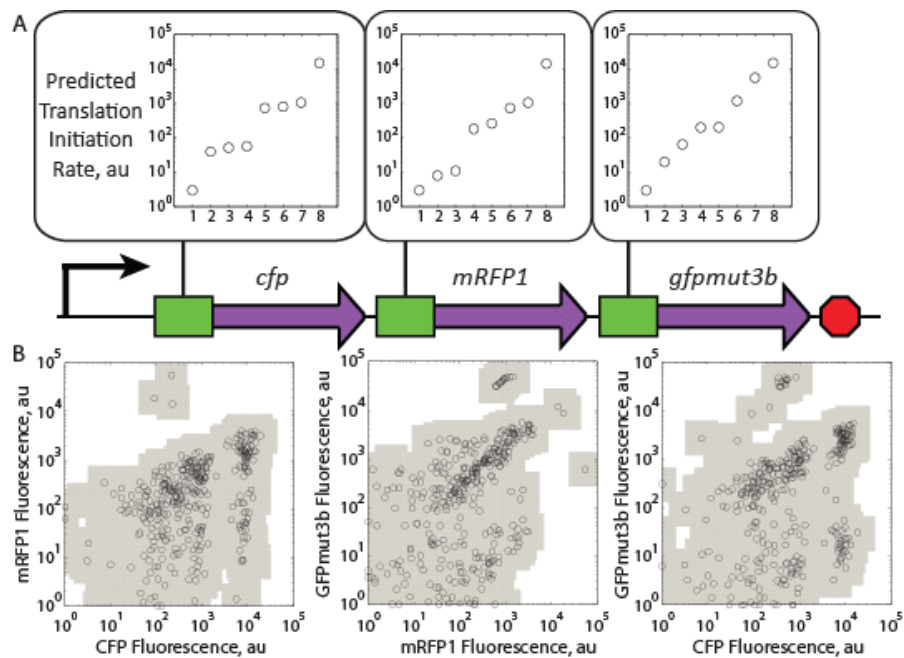 A
Predicted
Translation
Initiation
Rate, au
10^5
10^4
10^3
10^2
10^1
10^0
1 2 3 4 5 6 7 8
10^5
10^4
10^3
10^2
10^1
10^0
1 2 3 4 5 6 7 8
10^5
10^4
10^3
10^2
10^1
10^0
1 2 3 4 5 6 7 8
cfp
mRFP1
gfpmut3b
B
mRFP1 Fluorescence, au
10^5
10^4
10^3
10^2
10^1
10^0
10^0 10^1 10^2 10^3 10^4 10^5
CFP Fluorescence, au
GFPmut3b Fluorescence, au
10^5
10^4
10^3
10^2
10^1
10^0
10^0 10^1 10^2 10^3 10^4 10^5
mRFP1 Fluorescence, au
GFPmut3b Fluorescence, au
10^5
10^4
10^3
10^2
10^1
10^0
10^0 10^1 10^2 10^3 10^4 10^5
CFP Fluorescence, au